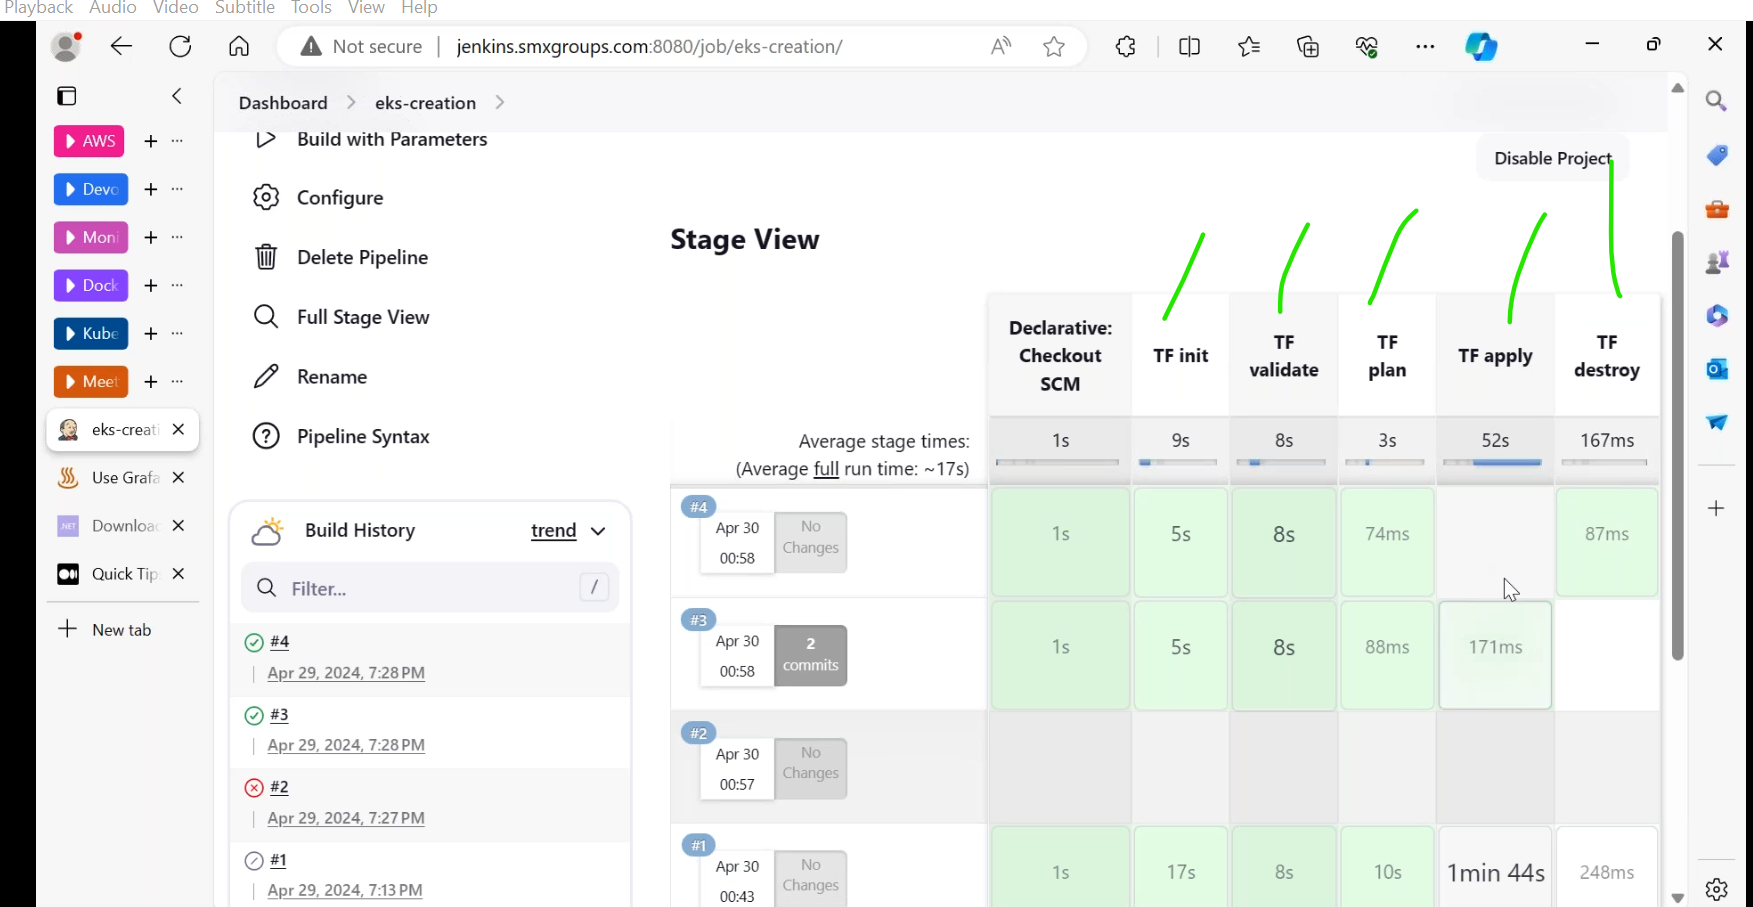 Playback Audio Video Subtitle Tools View Help
Not secure jenkins.smxgroups.com:8080/job/eks-creation/
Dashboard eks-creation
AWS
Devo
Moni
Dock
Kube
Meet
eks-creati
Use Grafa
.NET Download
Quick Tip
New tab
Build with Parameters
Configure
Delete Pipeline
Full Stage View
Rename
Pipeline Syntax
Build History trend
Filter... /
#4
Apr 29, 2024, 7:28 PM
#3
Apr 29, 2024, 7:28 PM
#2
Apr 29, 2024, 7:27 PM
#1
Apr 29, 2024, 7:13 PM
Disable Project
Stage View
Declarative: Checkout SCM
TF init
TF validate
TF plan
TF apply
TF destroy
Average stage times: 1s 9s 8s 3s 52s 167ms
(Average full run time: ~17s)
#4
Apr 30 00:58 No Changes 1s 5s 8s 74ms 87ms
#3
Apr 30 00:58 2 commits 1s 5s 8s 88ms 171ms
#2
Apr 30 00:57 No Changes
#1
Apr 30 00:43 No Changes 1s 17s 8s 10s 1min 44s 248ms